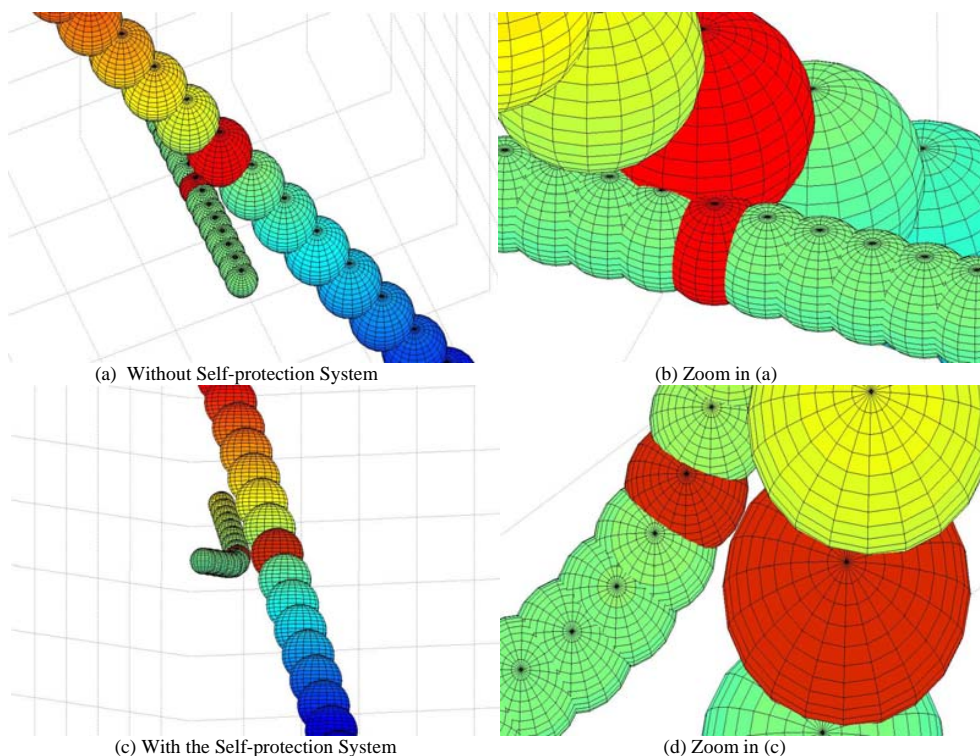 (a) Without Self-protection System
(b) Zoom in (a)
(c) With the Self-protection System
(d) Zoom in (c)